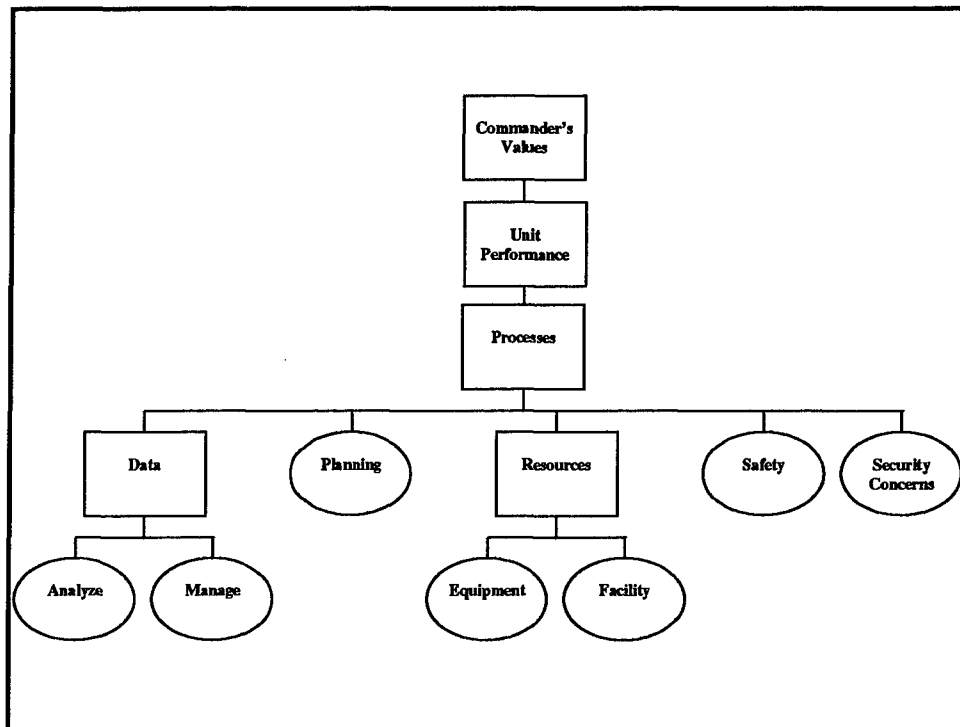 Commander's
Values
Unit
Performance
Processes
Data
Planning
Resources
Safety
Security
Concerns
Analyze
Manage
Equipment
Facility